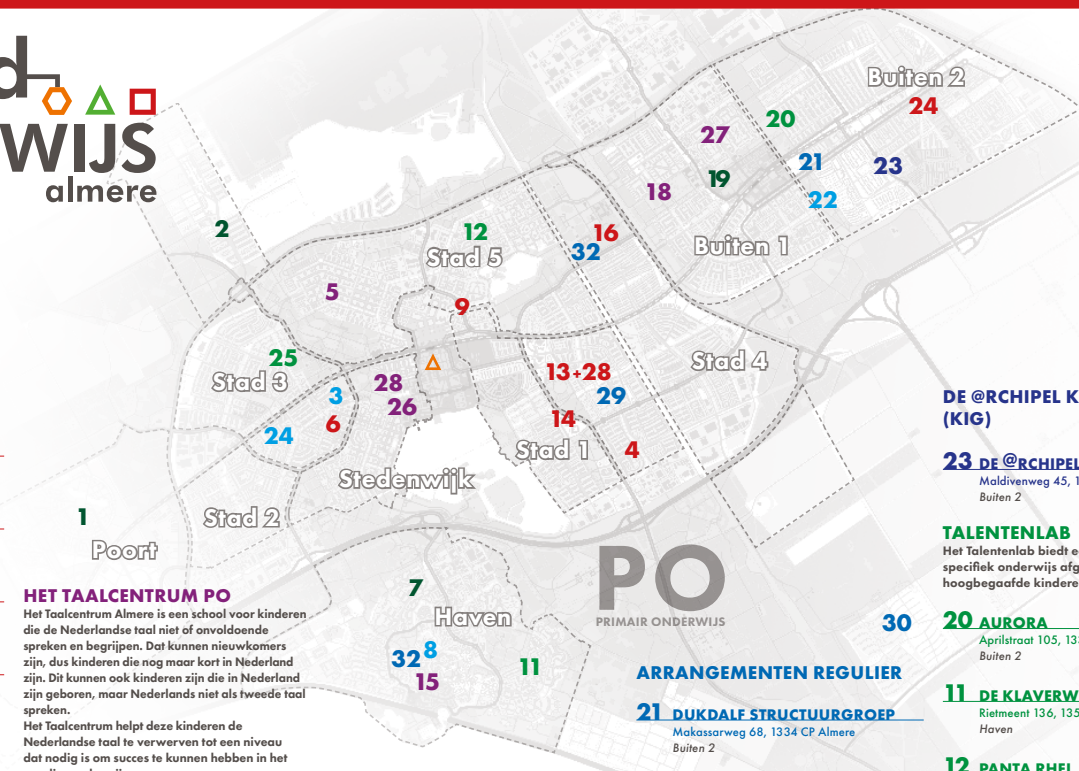 WIJS
almere
Buiten 2
24
20
27
21
23
19
18
22
2
12
16
Stad 5
32
Buiten 1
5
9
25
Stad 3
13+28
Stad 4
28
3
29
26
6
14
24
Stad 1
4
Stedenwijk
1
Stad 2
Poort
7
Haven
8
32
15
11
30
PO
PRIMAIR ONDERWIJS
HET TAALCENTRUM PO
Het Taalcentrum Almere is een school voor kinderen
die de Nederlandse taal niet of onvoldoende
spreken en begrijpen. Dat kunnen nieuwkomers
zijn, dus kinderen die nog maar kort in Nederland
zijn. Dit kunnen ook kinderen zijn die in Nederland
zijn geboren, maar Nederlands niet als tweede taal
spreken.
Het Taalcentrum helpt deze kinderen de
Nederlandse taal te verwerven tot een niveau
dat nodig is om succes te kunnen hebben in het
ARRANGEMENTEN REGULIER
21 DUKDALF STRUCTUURGROEP
Makassarweg 68, 1334 CP Almere
Buiten 2
DE @RCHIPEL K
(KIG)
23 DE @RCHIPEL
Maldivenweg 45, 1
Buiten 2
TALENTENLAB
Het Talentenlab biedt e
specifiek onderwijs afg
hoogbegaafde kindere
20 AURORA
Aprilstraat 105, 133
Buiten 2
11 DE KLAVERW
Rietmeent 136, 135
Haven
12 PANTA RHEI